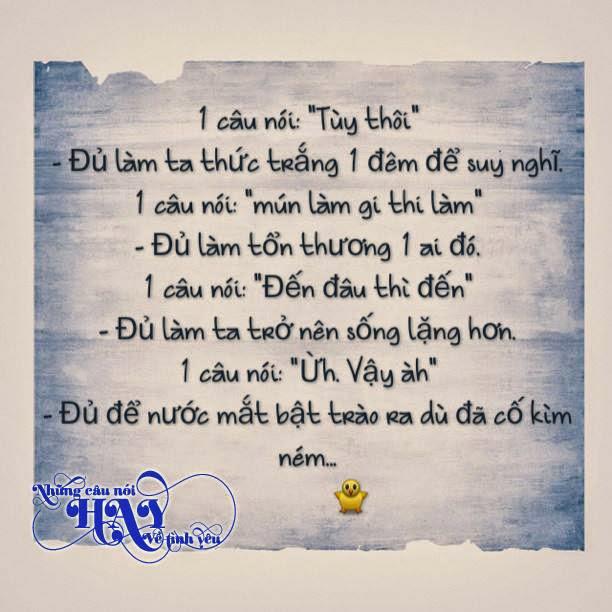 1 câu nói: "Tùy thôi"
- Đủ làm ta thức trắng 1 đêm để suy nghĩ.
1 câu nói: "mún làm gi thi làm"
- Đủ làm tổn thương 1 ai đó.
1 câu nói: "Đến đâu thì đến"
- Đủ làm ta trở nên sống lặng hơn.
1 câu nói: "Ừh. Vậy àh"
- Đủ để nước mắt bật trào ra dù đã cố kìm
ném...
Những câu nói
HAY
Về tình yêu